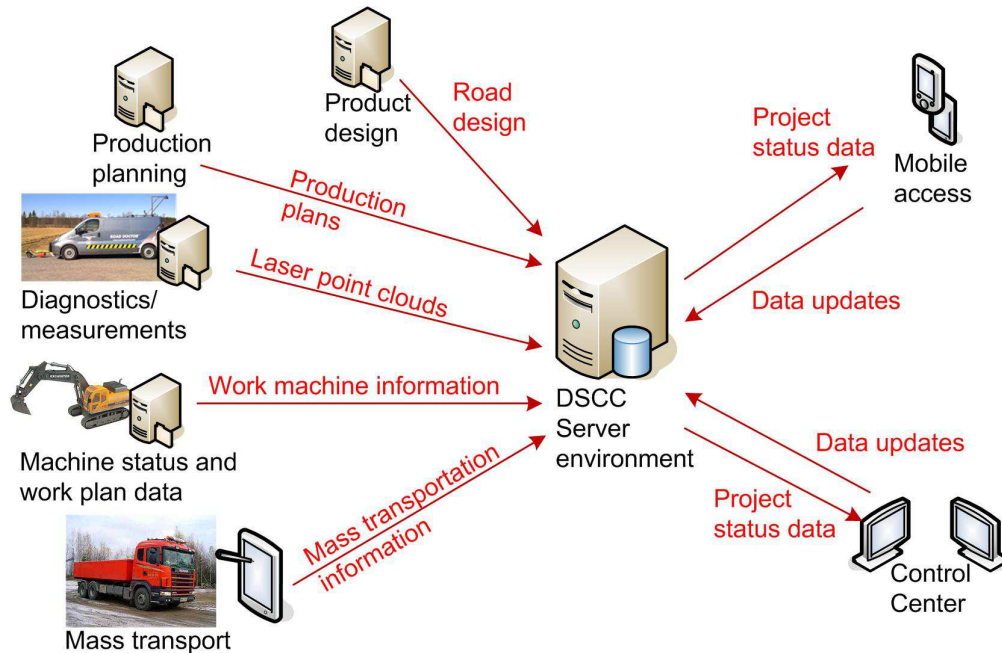 Product
design
Road
design
Production
planning
Production
plans
Project
status data
Mobile
access
ROAD DOCTOR
Laser point clouds
Diagnostics/
measurements
Data updates
Work machine information
DSCC
Server
environment
Machine status and
work plan data
Mass transportation
information
Data updates
Project
status data
Control
Center
Mass transport